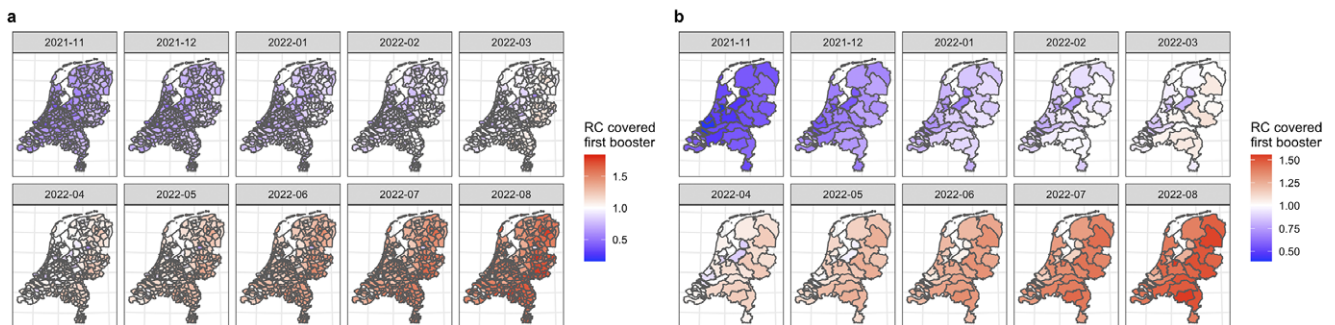 a
2021-11 2021-12 2022-01 2022-02 2022-03
RC covered
first booster
1.5
1.0
0.5
2022-04 2022-05 2022-06 2022-07 2022-08
b
2021-11 2021-12 2022-01 2022-02 2022-03
RC covered
first booster
1.50
1.25
1.00
0.75
0.50
2022-04 2022-05 2022-06 2022-07 2022-08